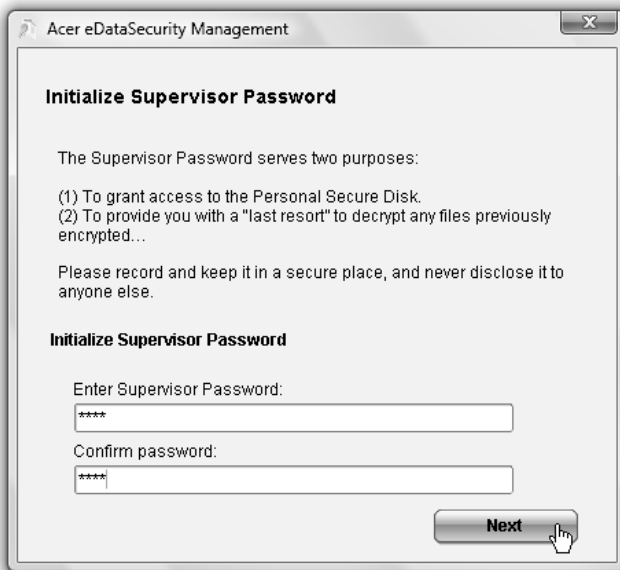 Acer eDataSecurity Management
X
Initialize Supervisor Password
The Supervisor Password serves two purposes:
(1) To grant access to the Personal Secure Disk.
(2) To provide you with a "last resort" to decrypt any files previously
encrypted...
Please record and keep it in a secure place, and never disclose it to
anyone else.
Initialize Supervisor Password
Enter Supervisor Password:
****
Confirm password:
****
Next